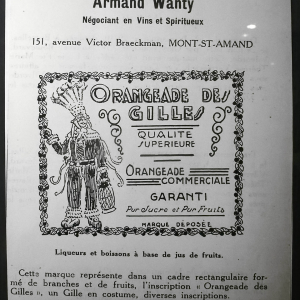 Armand Wanty
Négociant en Vins et Spiritueux
151, avenue Victor Braeckman, MONT-ST-AMAND
ORANGEADE DES
GILLES
QUALITÉ
SUPERIEURE
ORANGEADE
COMMERCIALE
GARANTI
Pur Sucre et Pur Fruits
MARQUE DÉPOSÉE
Liqueurs et boissons à base de jus de fruits.
Cette marque représente dans un cadre rectangulaire for-
mé de branches et de fruits, l'inscription « Orangeade des
Gilles », un Gille en costume, diverses inscriptions.